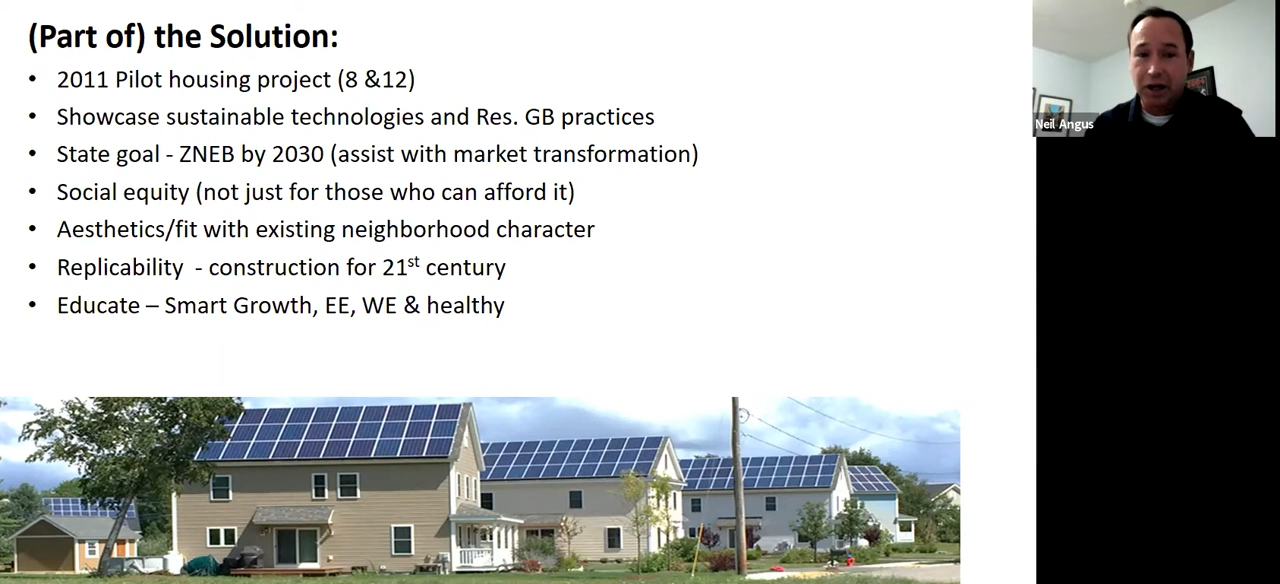 (Part of) the Solution:
• 2011 Pilot housing project (8 &12)
• Showcase sustainable technologies and Res. GB practices
• State goal - ZNEB by 2030 (assist with market transformation)
• Social equity (not just for those who can afford it)
• Aesthetics/fit with existing neighborhood character
• Replicability - construction for 21st century
• Educate – Smart Growth, EE, WE & healthy
Neil Angus